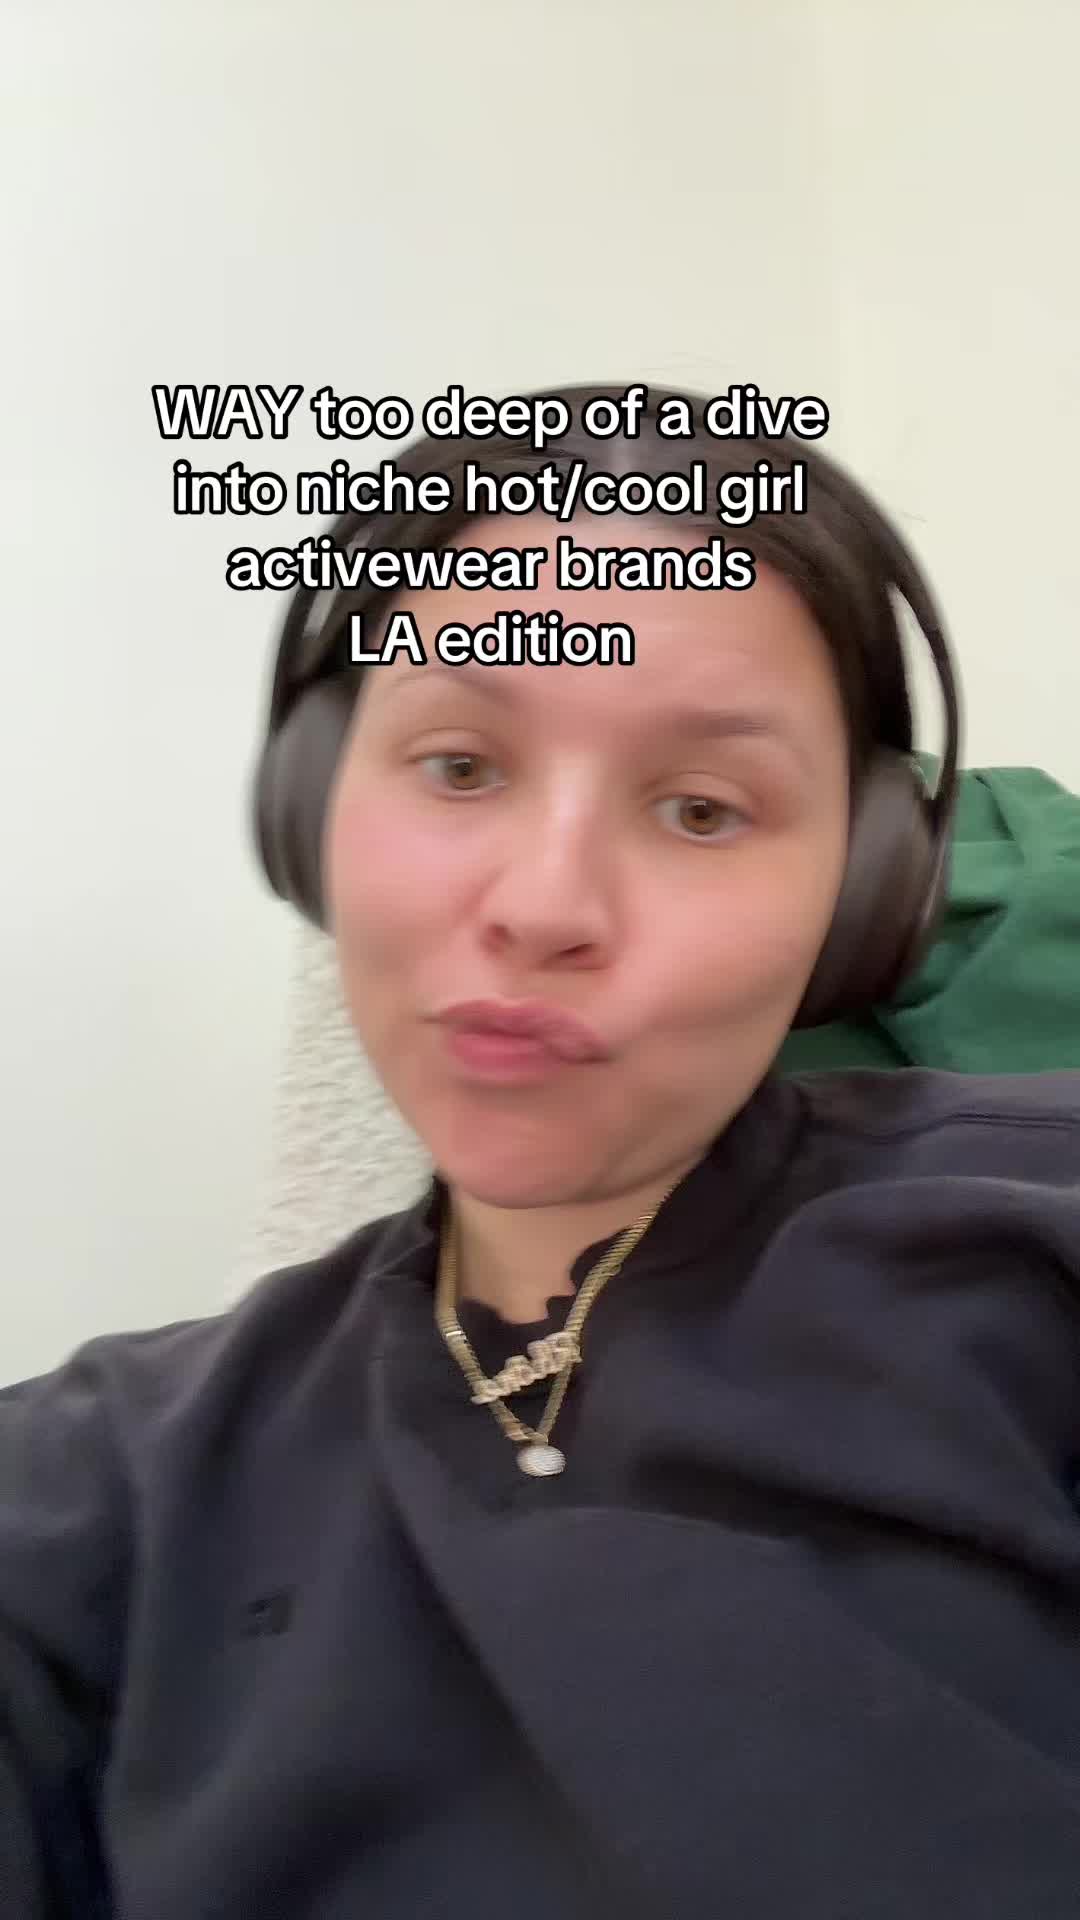 WAY too deep of a dive
into niche hot/cool girl
activewear brands
LA edition